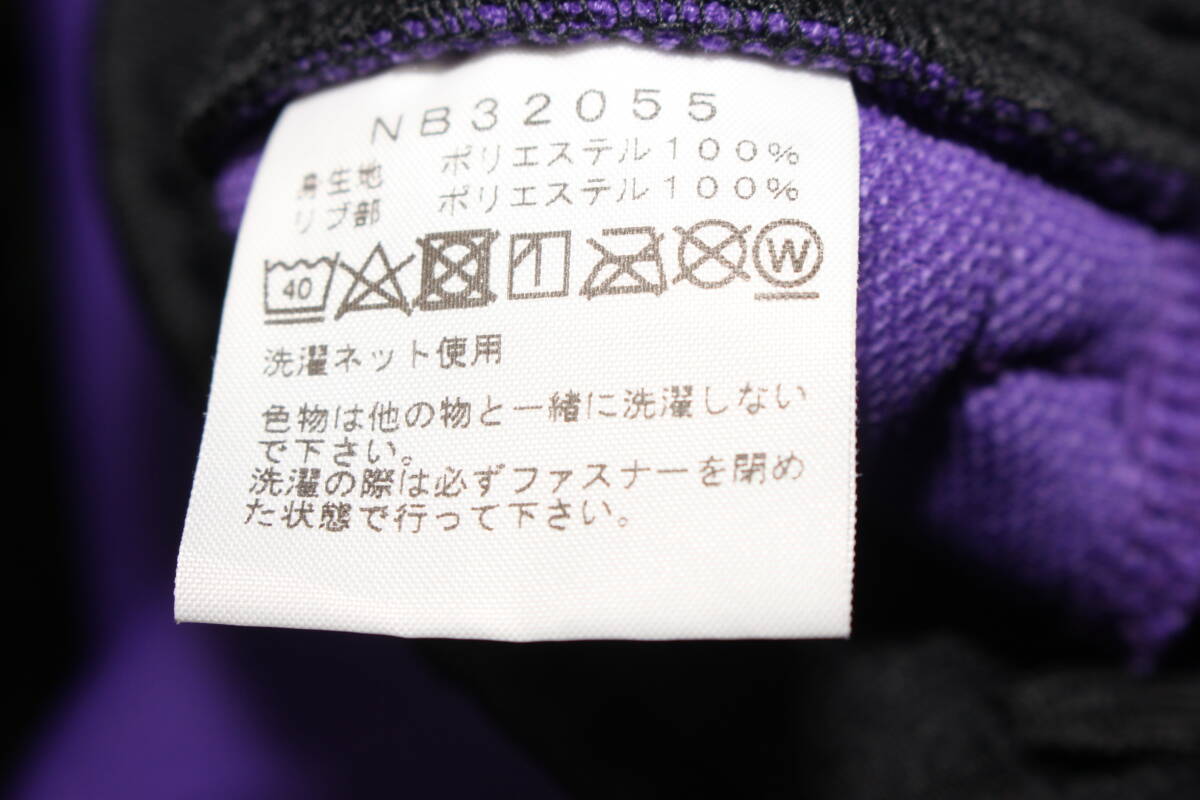 NB32055
身生地 ポリエステル100%
リブ部 ポリエステル100%
40 W
洗濯ネット使用
色物は他の物と一緒に洗濯しない
で下さい。
洗濯の際は必ずファスナーを閉め
た状態で行って下さい。